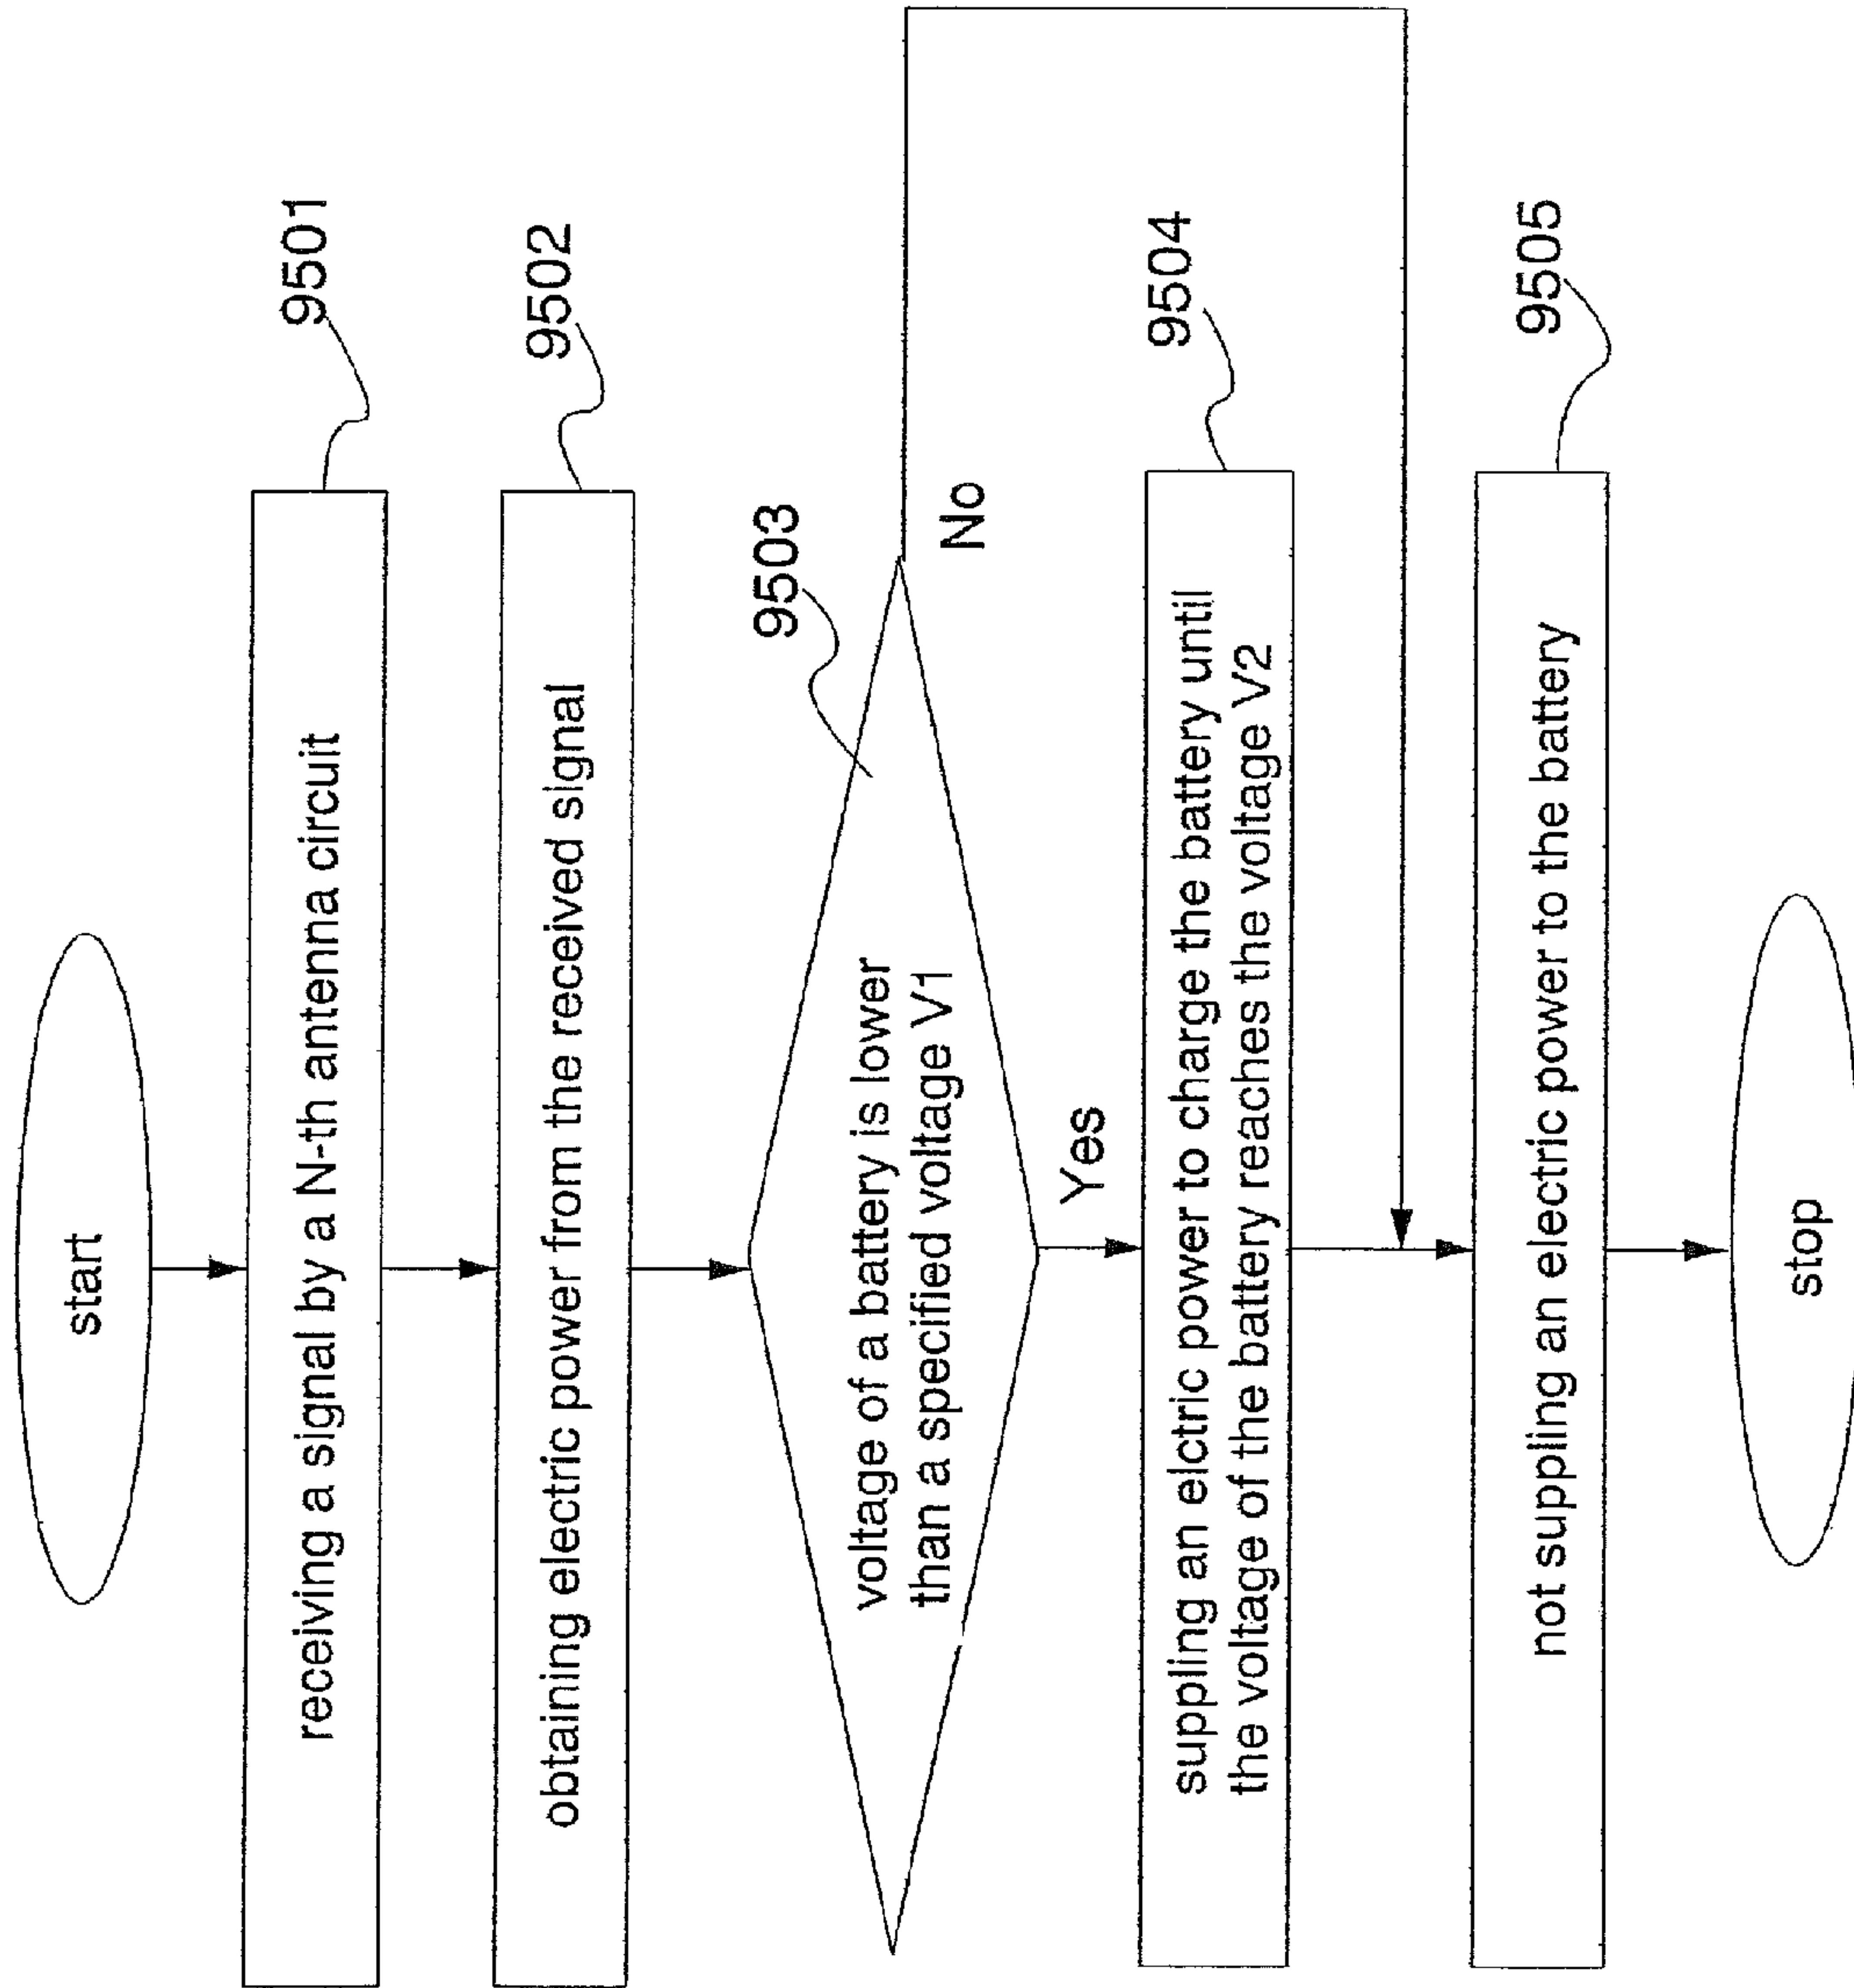 start
receiving a signal by a N-th antenna circuit
9501
obtaining electric power from the received signal
9502
voltage of a battery is lower
than a specified voltage V1
9503
No
Yes
suppling an elctric power to charge the battery until
the voltage of the battery reaches the voltage V2
9504
not suppling an electric power to the battery
9505
stop